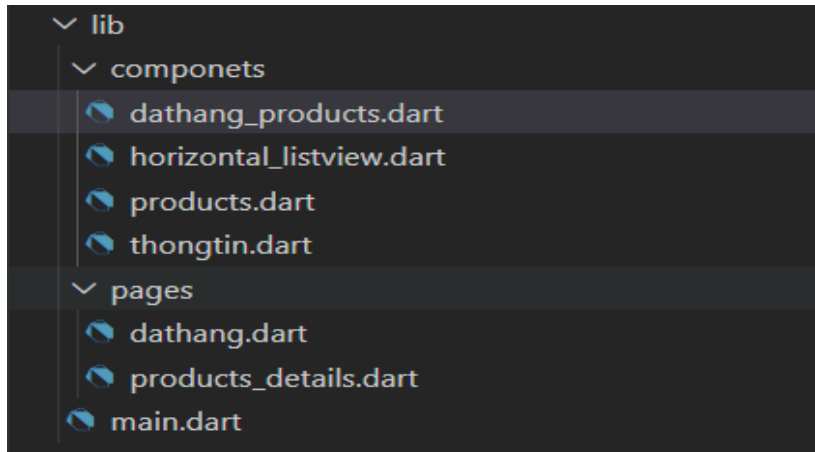 lib
componets
dathang_products.dart
horizontal_listview.dart
products.dart
thongtin.dart
pages
dathang.dart
products_details.dart
main.dart